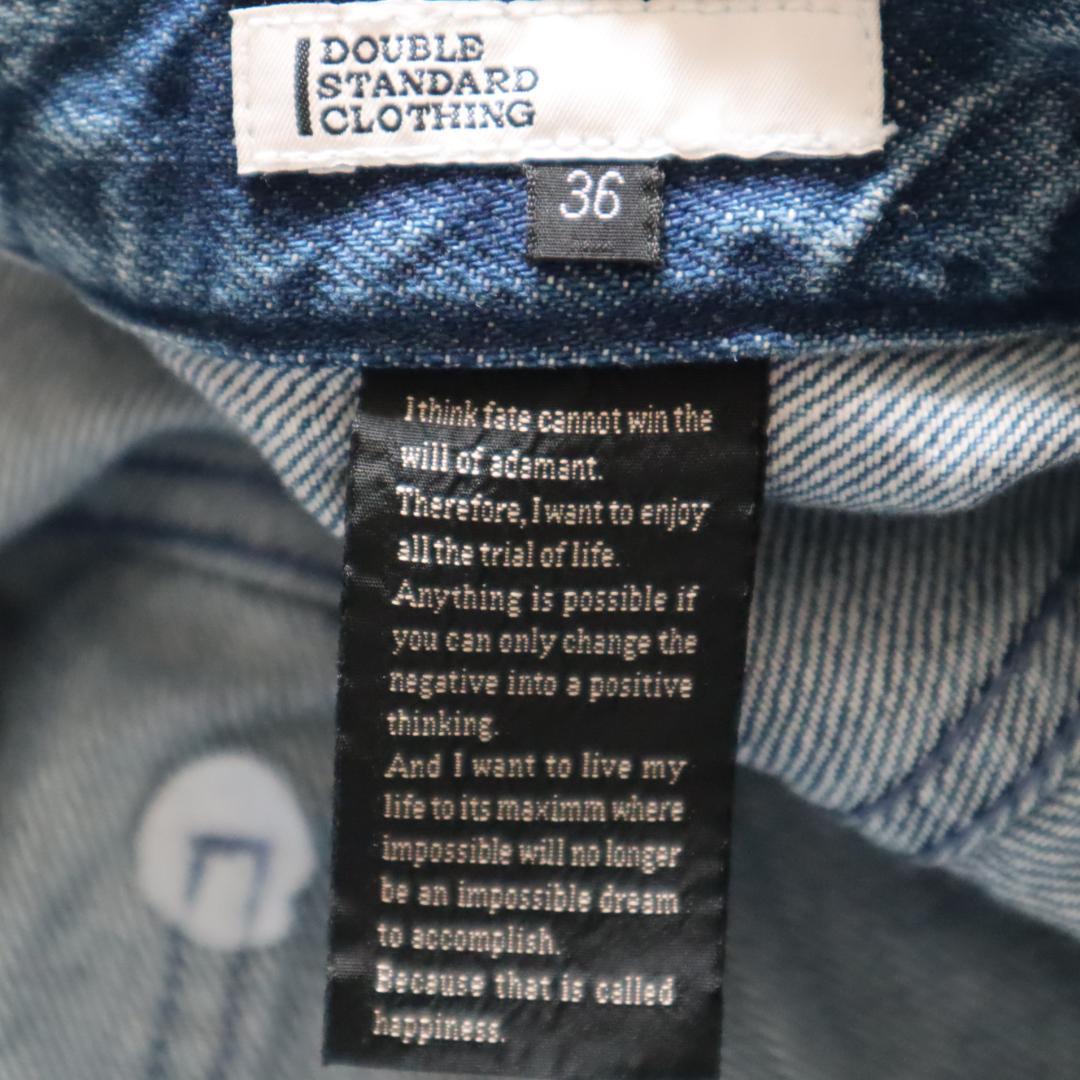 DOUBLE
STANDARD
CLOTHING
36
I think fate cannot win the
will of adamant.
Therefore, I want to enjoy
all the trial of life.
Anything is possible if
you can only change the
negative into a positive
thinking.
And I want to live my
life to its maximm where
impossible will no longer
be an impossible dream
to accomplish.
Because that is called
happiness.